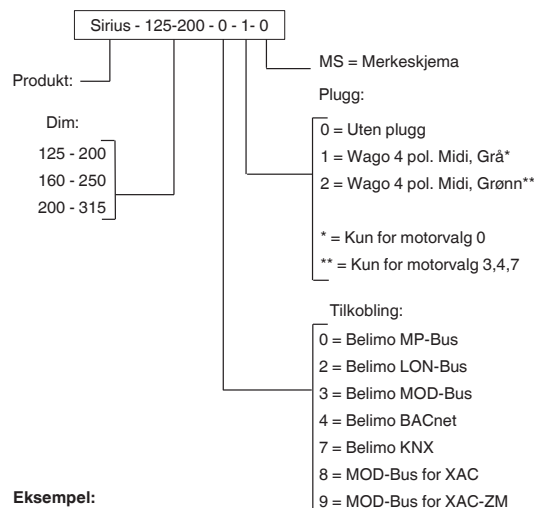 Sirius - 125-200 - 0 - 1- 0
Produkt:
Dim:
125 - 200
160 - 250
200 - 315
MS = Merkeskjema
Plugg:
0 = Uten plugg
1 = Wago 4 pol. Midi, Grå*
2 = Wago 4 pol. Midi, Grønn**
* = Kun for motorvalg 0
** = Kun for motorvalg 3,4,7
Tilkobling:
0 = Belimo MP-Bus
2 = Belimo LON-Bus
3 = Belimo MOD-Bus
4 = Belimo BACnet
7 = Belimo KNX
8 = MOD-Bus for XAC
9 = MOD-Bus for XAC-ZM
Eksempel: